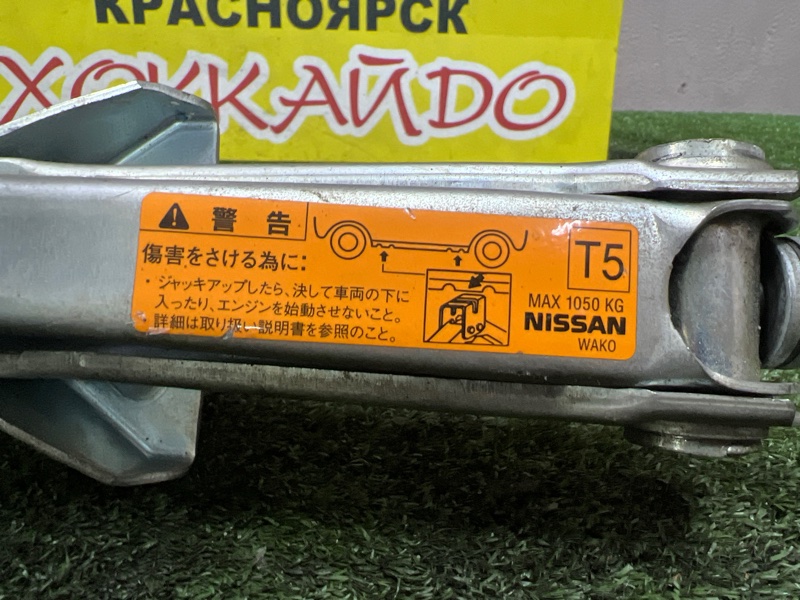 КРАСНОЯРСК
ХОККАЙDO
警告
傷害をさける為に:
・ジャッキアップしたら、決して車両の下に
入ったり、エンジンを始動させないこと。
・詳細は取り扱い説明書を参照のこと。
T5
MAX 1050 KG
NISSAN
WAKO